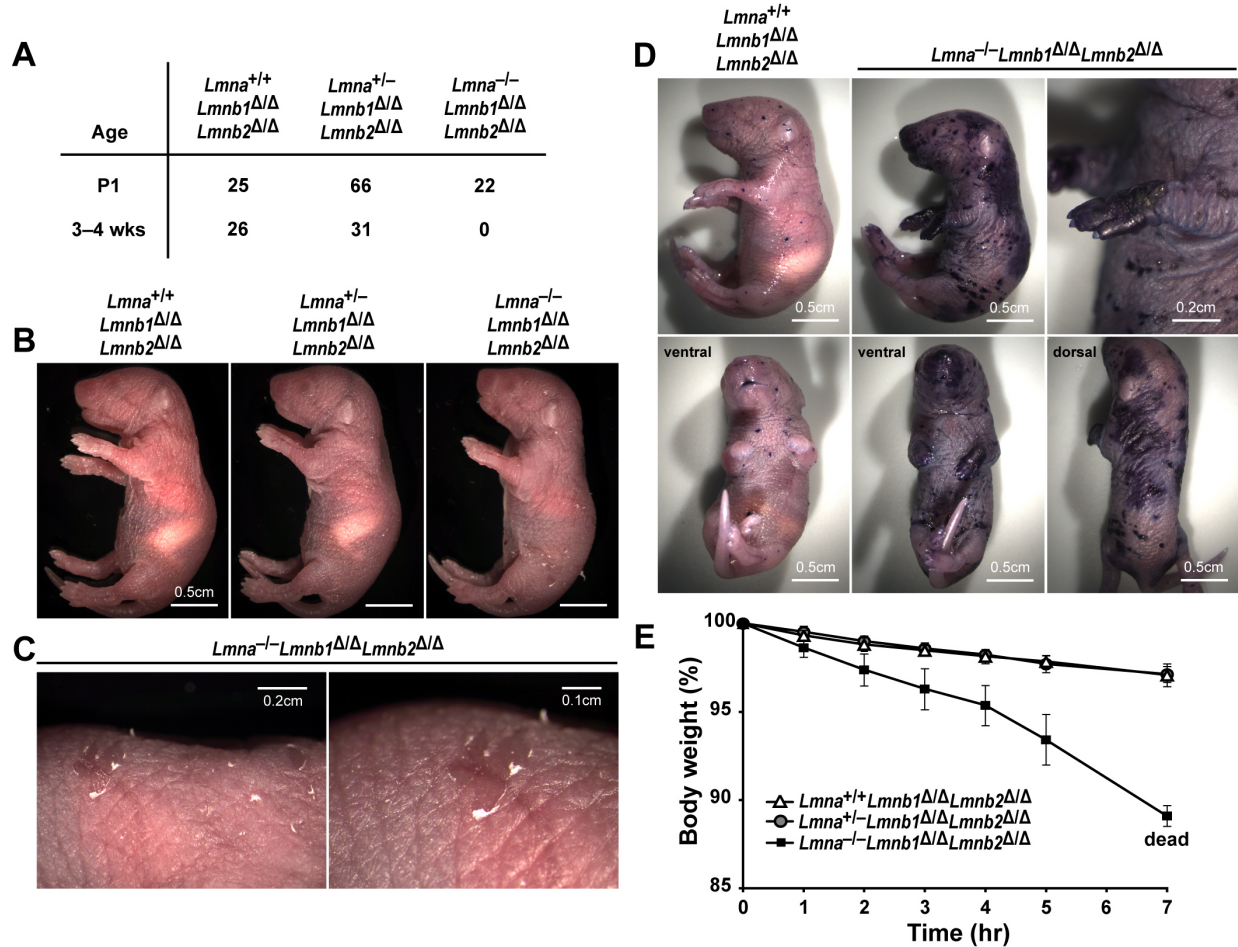 A
Age
Lmna+/+
Lmnb1Δ/Δ
Lmnb2Δ/Δ
Lmna+/–
Lmnb1Δ/Δ
Lmnb2Δ/Δ
Lmna–/–
Lmnb1Δ/Δ
Lmnb2Δ/Δ
P1 25 66 22
3–4 wks 26 31 0
B
Lmna+/+
Lmnb1Δ/Δ
Lmnb2Δ/Δ
Lmna+/–
Lmnb1Δ/Δ
Lmnb2Δ/Δ
Lmna–/–
Lmnb1Δ/Δ
Lmnb2Δ/Δ
0.5cm
C
Lmna–/–Lmnb1Δ/ΔLmnb2Δ/Δ
0.2cm
0.1cm
D
Lmna+/+
Lmnb1Δ/Δ
Lmnb2Δ/Δ
Lmna–/–Lmnb1Δ/ΔLmnb2Δ/Δ
0.5cm
0.5cm
0.2cm
ventral
0.5cm
ventral
0.5cm
dorsal
0.5cm
E
Body weight (%)
100
95
90
85
Lmna+/+Lmnb1Δ/ΔLmnb2Δ/Δ
Lmna+/–Lmnb1Δ/ΔLmnb2Δ/Δ
Lmna–/–Lmnb1Δ/ΔLmnb2Δ/Δ
dead
0 1 2 3 4 5 6 7
Time (hr)